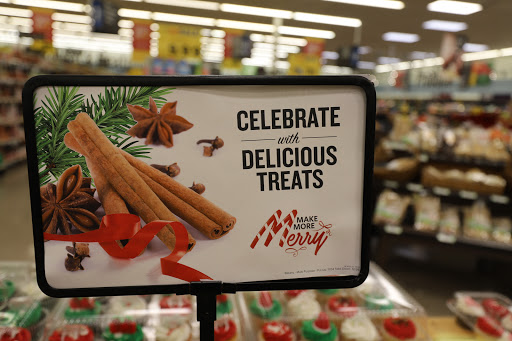 CELEBRATE
with
DELICIOUS
TREATS
MAKE
MORE
Merry